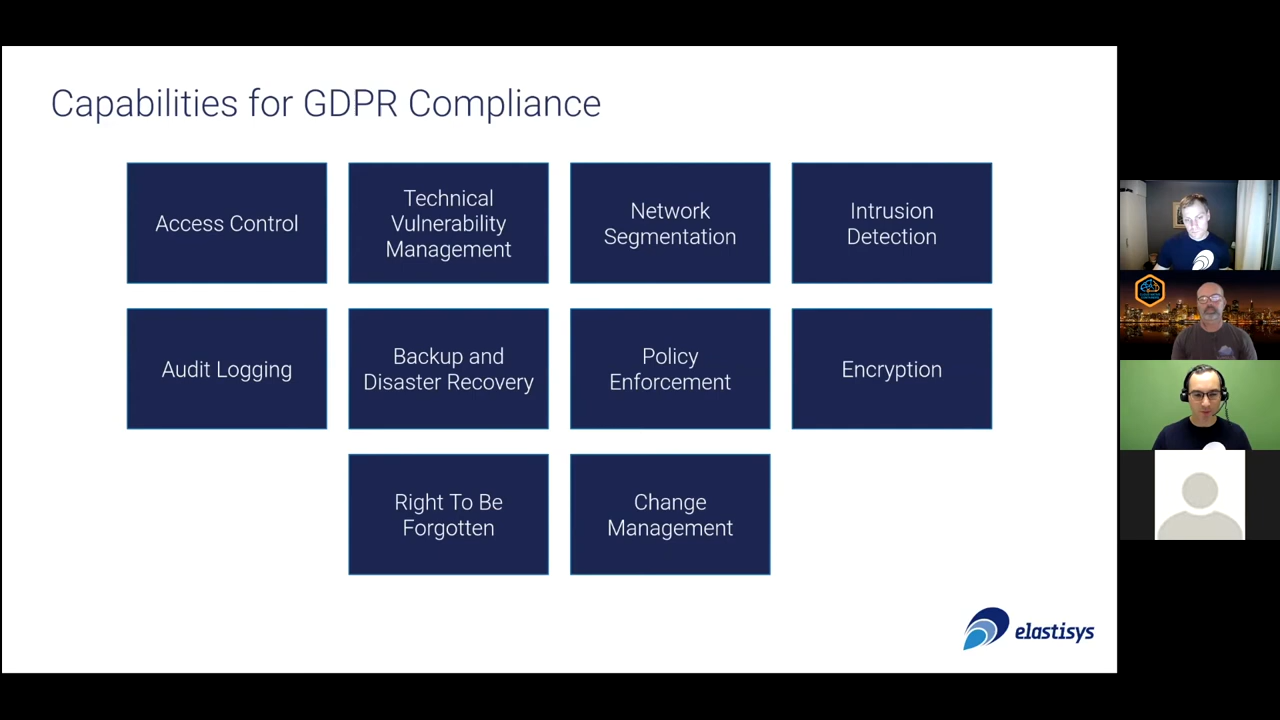 Capabilities for GDPR Compliance
Access Control
Technical
Vulnerability
Management
Network
Segmentation
Intrusion
Detection
Audit Logging
Backup and
Disaster Recovery
Policy
Enforcement
Encryption
Right To Be
Forgotten
Change
Management
elastisys